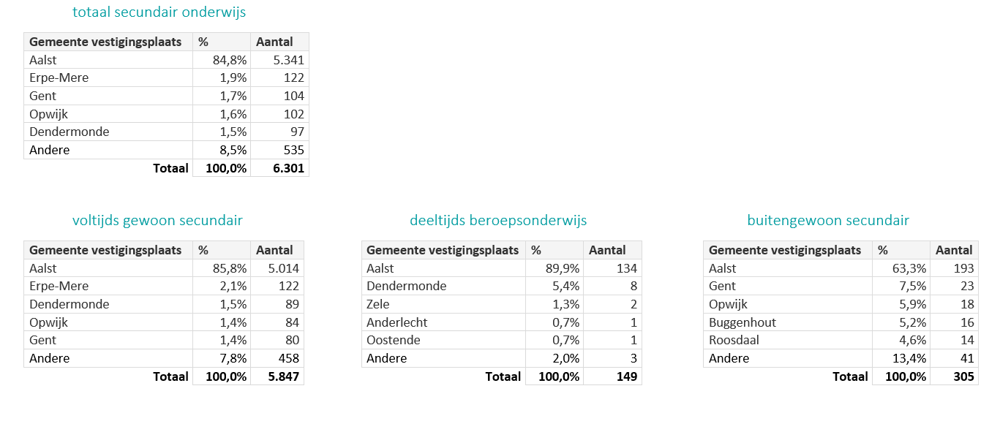 totaal secundair onderwijs
Gemeente vestigingsplaats % Aantal
Aalst 84,8% 5.341
Erpe-Mere 1,9% 122
Gent 1,7% 104
Opwijk 1,6% 102
Dendermonde 1,5% 97
Andere 8,5% 535
Totaal 100,0% 6.301
voltijds gewoon secundair
Gemeente vestigingsplaats % Aantal
Aalst 85,8% 5.014
Erpe-Mere 2,1% 122
Dendermonde 1,5% 89
Opwijk 1,4% 84
Gent 1,4% 80
Andere 7,8% 458
Totaal 100,0% 5.847
deeltijds beroepsonderwijs
Gemeente vestigingsplaats % Aantal
Aalst 89,9% 134
Dendermonde 5,4% 8
Zele 1,3% 2
Anderlecht 0,7% 1
Oostende 0,7% 1
Andere 2,0% 3
Totaal 100,0% 149
buitengewoon secundair
Gemeente vestigingsplaats % Aantal
Aalst 63,3% 193
Gent 7,5% 23
Opwijk 5,9% 18
Buggenhout 5,2% 16
Roosdaal 4,6% 14
Andere 13,4% 41
Totaal 100,0% 305